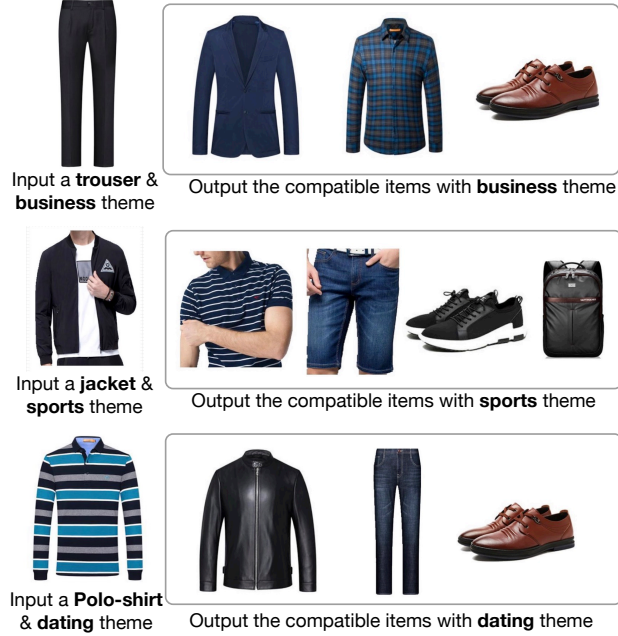 Input a trouser &
business theme
Output the compatible items with business theme
Input a jacket &
sports theme
Output the compatible items with sports theme
Input a Polo-shirt
& dating theme
Output the compatible items with dating theme